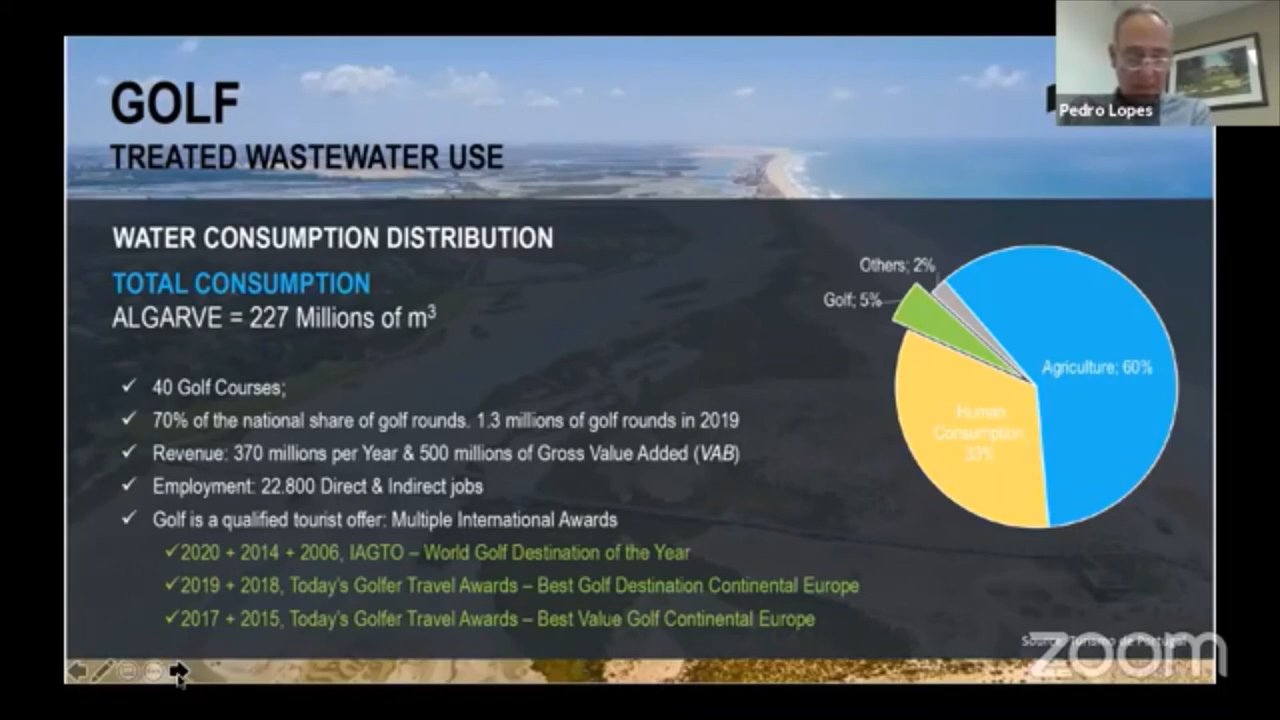 GOLF
TREATED WASTEWATER USE
Pedro Lopes
WATER CONSUMPTION DISTRIBUTION
TOTAL CONSUMPTION
ALGARVE = 227 Millions of m³
✓ 40 Golf Courses;
✓ 70% of the national share of golf rounds. 1.3 millions of golf rounds in 2019
✓ Revenue: 370 millions per Year & 500 millions of Gross Value Added (VAB)
✓ Employment: 22.800 Direct & Indirect jobs
✓ Golf is a qualified tourist offer: Multiple International Awards
✓2020 + 2014 + 2006, IAGTO – World Golf Destination of the Year
✓2019 + 2018, Today's Golfer Travel Awards – Best Golf Destination Continental Europe
✓2017 + 2015, Today's Golfer Travel Awards – Best Value Golf Continental Europe
Others; 2%
Golf; 5%
Agriculture; 60%
Human
Consumption;
33%
Source: Turismo de Portugal
zoom